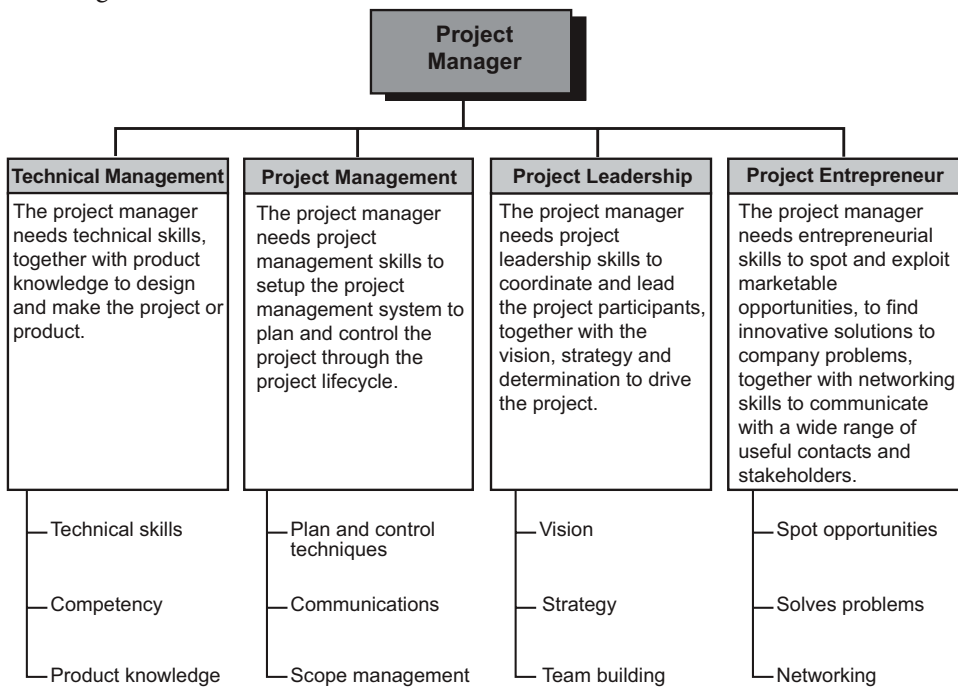 Project
Manager
Technical Management
The project manager
needs technical skills,
together with product
knowledge to design
and make the project or
product.
Technical skills
Competency
Product knowledge
Project Management
The project manager
needs project
management skills to
setup the project
management system to
plan and control the
project through the
project lifecycle.
Plan and control
techniques
Communications
Scope management
Project Leadership
The project manager
needs project
leadership skills to
coordinate and lead
the project participants,
together with the
vision, strategy and
determination to drive
the project.
Vision
Strategy
Team building
Project Entrepreneur
The project manager
needs entrepreneurial
skills to spot and exploit
marketable
opportunities, to find
innovative solutions to
company problems,
together with networking
skills to communicate
with a wide range of
useful contacts and
stakeholders.
Spot opportunities
Solves problems
Networking